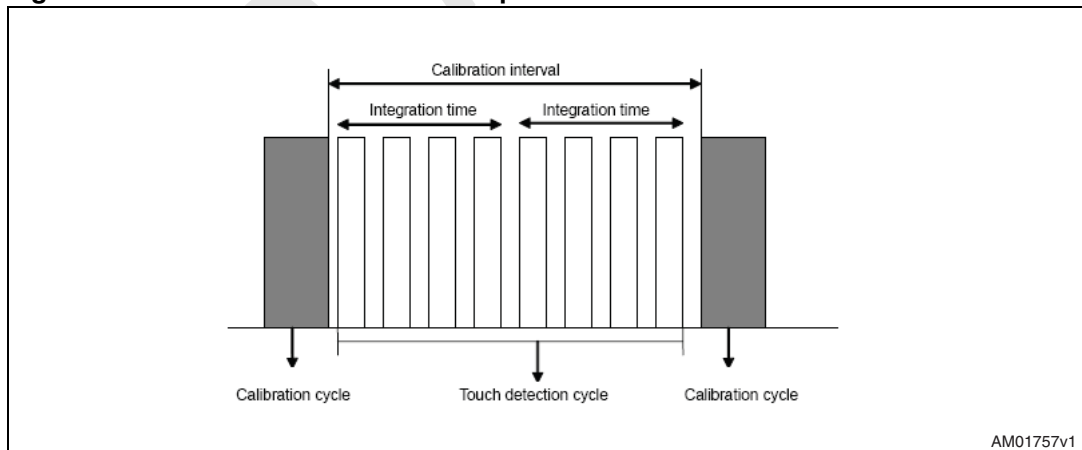 Calibration interval
Integration time Integration time
Calibration cycle Touch detection cycle Calibration cycle
AM01757v1